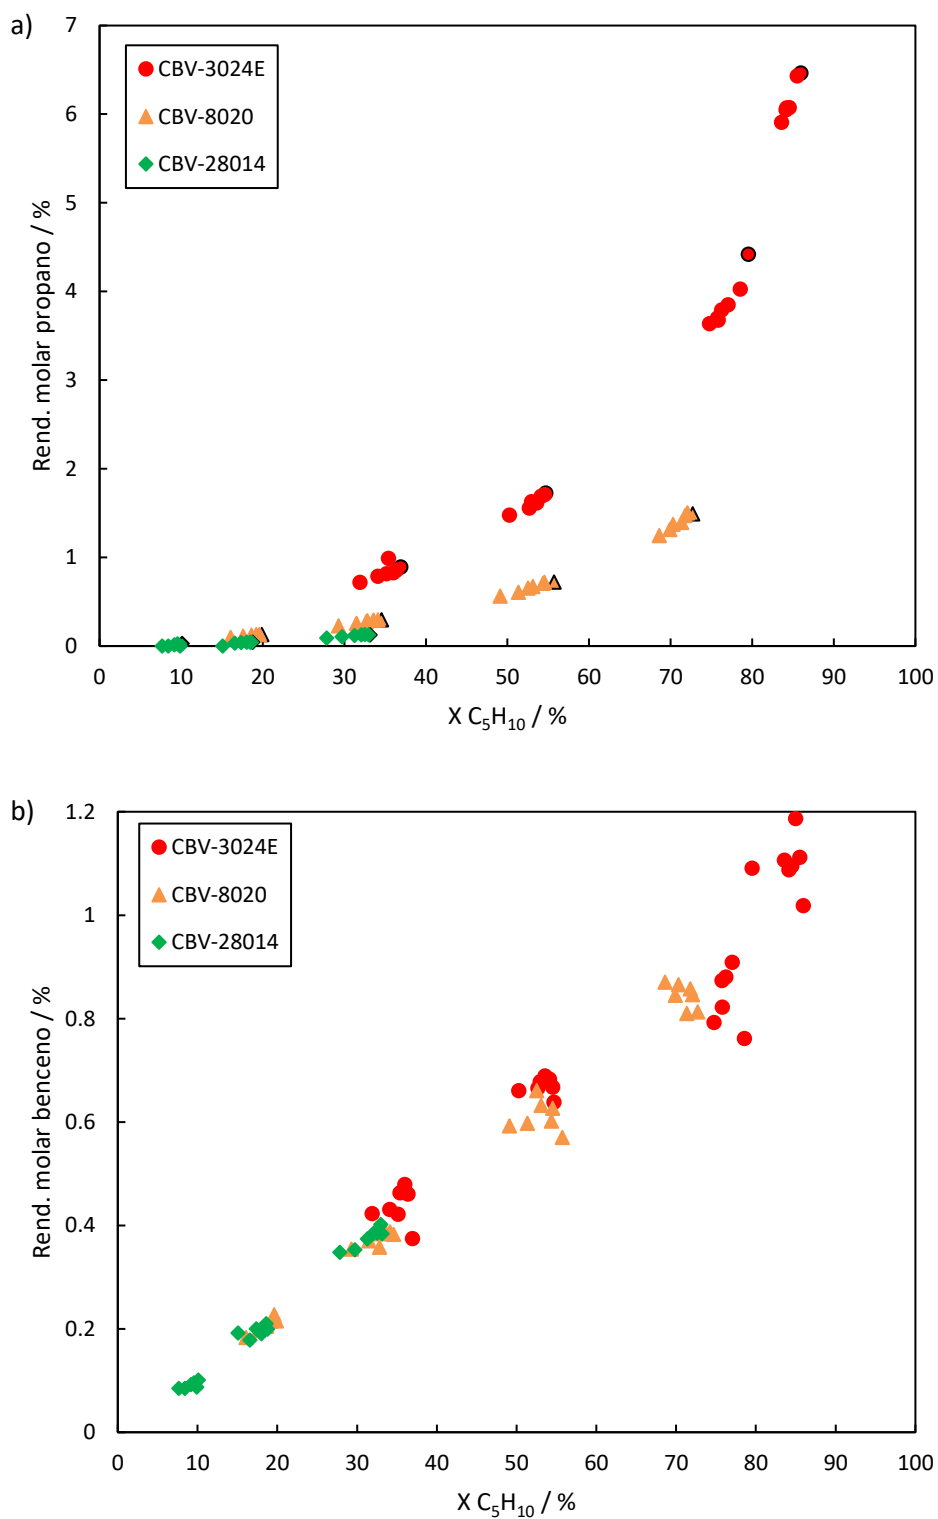 a)
Rend. molar propano / %
7
6
5
4
3
2
1
0
CBV-3024E
CBV-8020
CBV-28014
0 10 20 30 40 50 60 70 80 90 100
X C₅H₁₀ / %
b)
Rend. molar benceno / %
1.2
1
0.8
0.6
0.4
0.2
0
CBV-3024E
CBV-8020
CBV-28014
0 10 20 30 40 50 60 70 80 90 100
X C₅H₁₀ / %